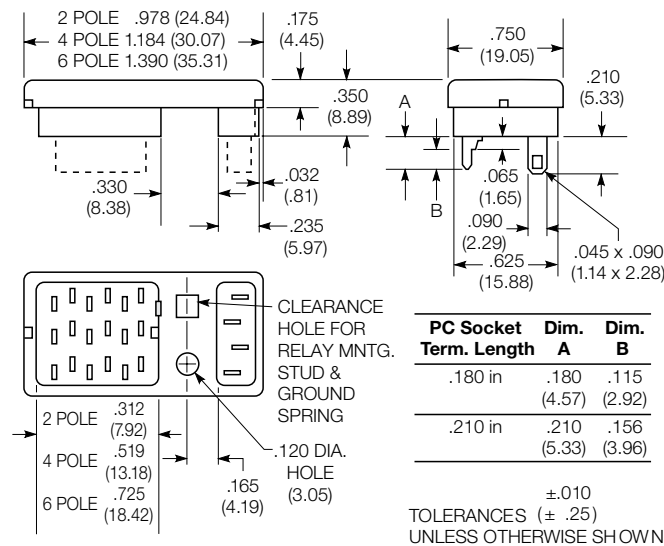 2 POLE .978 (24.84)
4 POLE 1.184 (30.07)
6 POLE 1.390 (35.31)
.175
(4.45)
.350
(8.89)
.330
(8.38)
.032
(.81)
.235
(5.97)
.750
(19.05)
.210
(5.33)
A
B
.065
(1.65)
.090
(2.29)
.625
(15.88)
.045 x .090
(1.14 x 2.28)
CLEARANCE
HOLE FOR
RELAY MNTG.
STUD &
GROUND
SPRING
2 POLE .312
(7.92)
4 POLE .519
(13.18)
6 POLE .725
(18.42)
.165
(4.19)
.120 DIA.
HOLE
(3.05)
PC Socket Dim. Dim.
Term. Length A B
.180 in .180 .115
(4.57) (2.92)
.210 in .210 .156
(5.33) (3.96)
±.010
TOLERANCES (± .25)
UNLESS OTHERWISE SHOWN